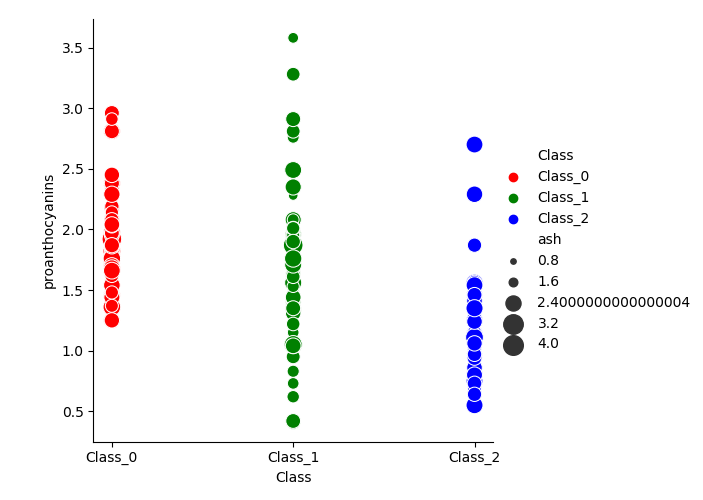 3.5
3.0
2.5
2.0
1.5
1.0
0.5
proanthocyanins
Class_0
Class_1
Class_2
Class
Class
Class_0
Class_1
Class_2
ash
0.8
1.6
2.4000000000000004
3.2
4.0